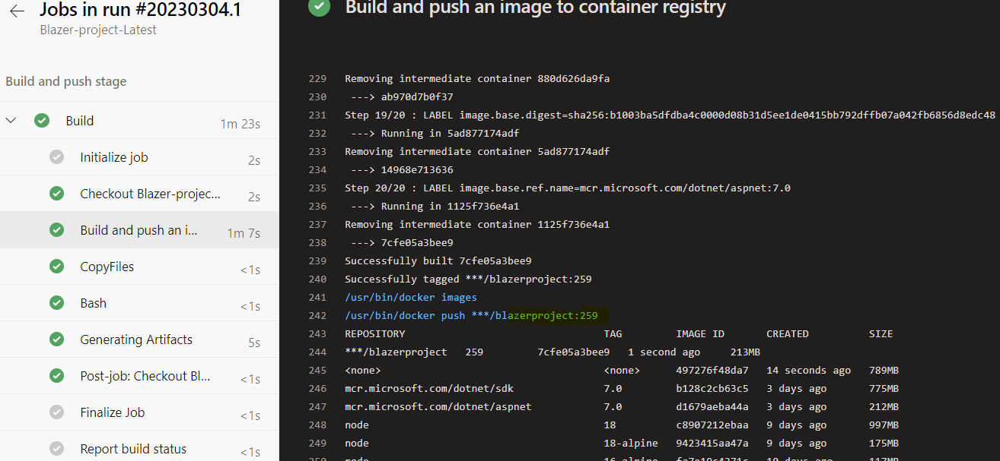 Jobs in run #20230304.1
Blazer-project-Latest
Build and push stage
Build 1m 23s
Initialize job 2s
Checkout Blazer-projec... 2s
Build and push an i... 1m 7s
CopyFiles <1s
Bash <1s
Generating Artifacts 5s
Post-job: Checkout Bl... <1s
Finalize Job <1s
Report build status <1s
Build and push an image to container registry
229 Removing intermediate container 880d626da9fa
230 ---> ab970d7b0f37
231 Step 19/20 : LABEL image.base.digest=sha256:b1003ba5dfdba4c0000d08b31d5ee1de0415bb792dffb07a042fb6856d8edc48
232 ---> Running in 5ad877174adf
233 Removing intermediate container 5ad877174adf
234 ---> 14968e713636
235 Step 20/20 : LABEL image.base.ref.name=mcr.microsoft.com/dotnet/aspnet:7.0
236 ---> Running in 1125f736e4a1
237 Removing intermediate container 1125f736e4a1
238 ---> 7cfe05a3bee9
239 Successfully built 7cfe05a3bee9
240 Successfully tagged ***/blazerproject:259
241 /usr/bin/docker images
242 /usr/bin/docker push ***/blazerproject:259
243 REPOSITORY TAG IMAGE ID CREATED SIZE
244 ***/blazerproject 259 7cfe05a3bee9 1 second ago 213MB
245 <none> <none> 497276f48da7 14 seconds ago 789MB
246 mcr.microsoft.com/dotnet/sdk 7.0 b128c2cb63c5 3 days ago 775MB
247 mcr.microsoft.com/dotnet/aspnet 7.0 d1679aeba44a 3 days ago 212MB
248 node 18 c8907212ebaa 9 days ago 997MB
249 node 18-alpine 9423415aa47a 9 days ago 175MB